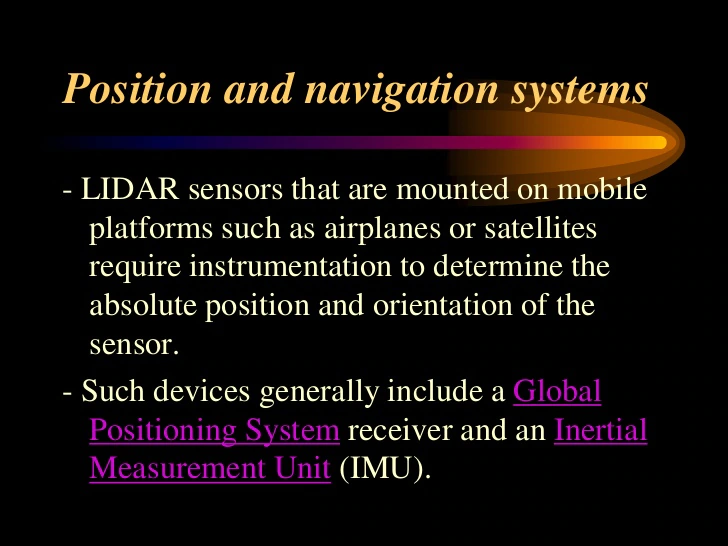 Position and navigation systems
- LIDAR sensors that are mounted on mobile
platforms such as airplanes or satellites
require instrumentation to determine the
absolute position and orientation of the
sensor.
- Such devices generally include a Global
Positioning System receiver and an Inertial
Measurement Unit (IMU).